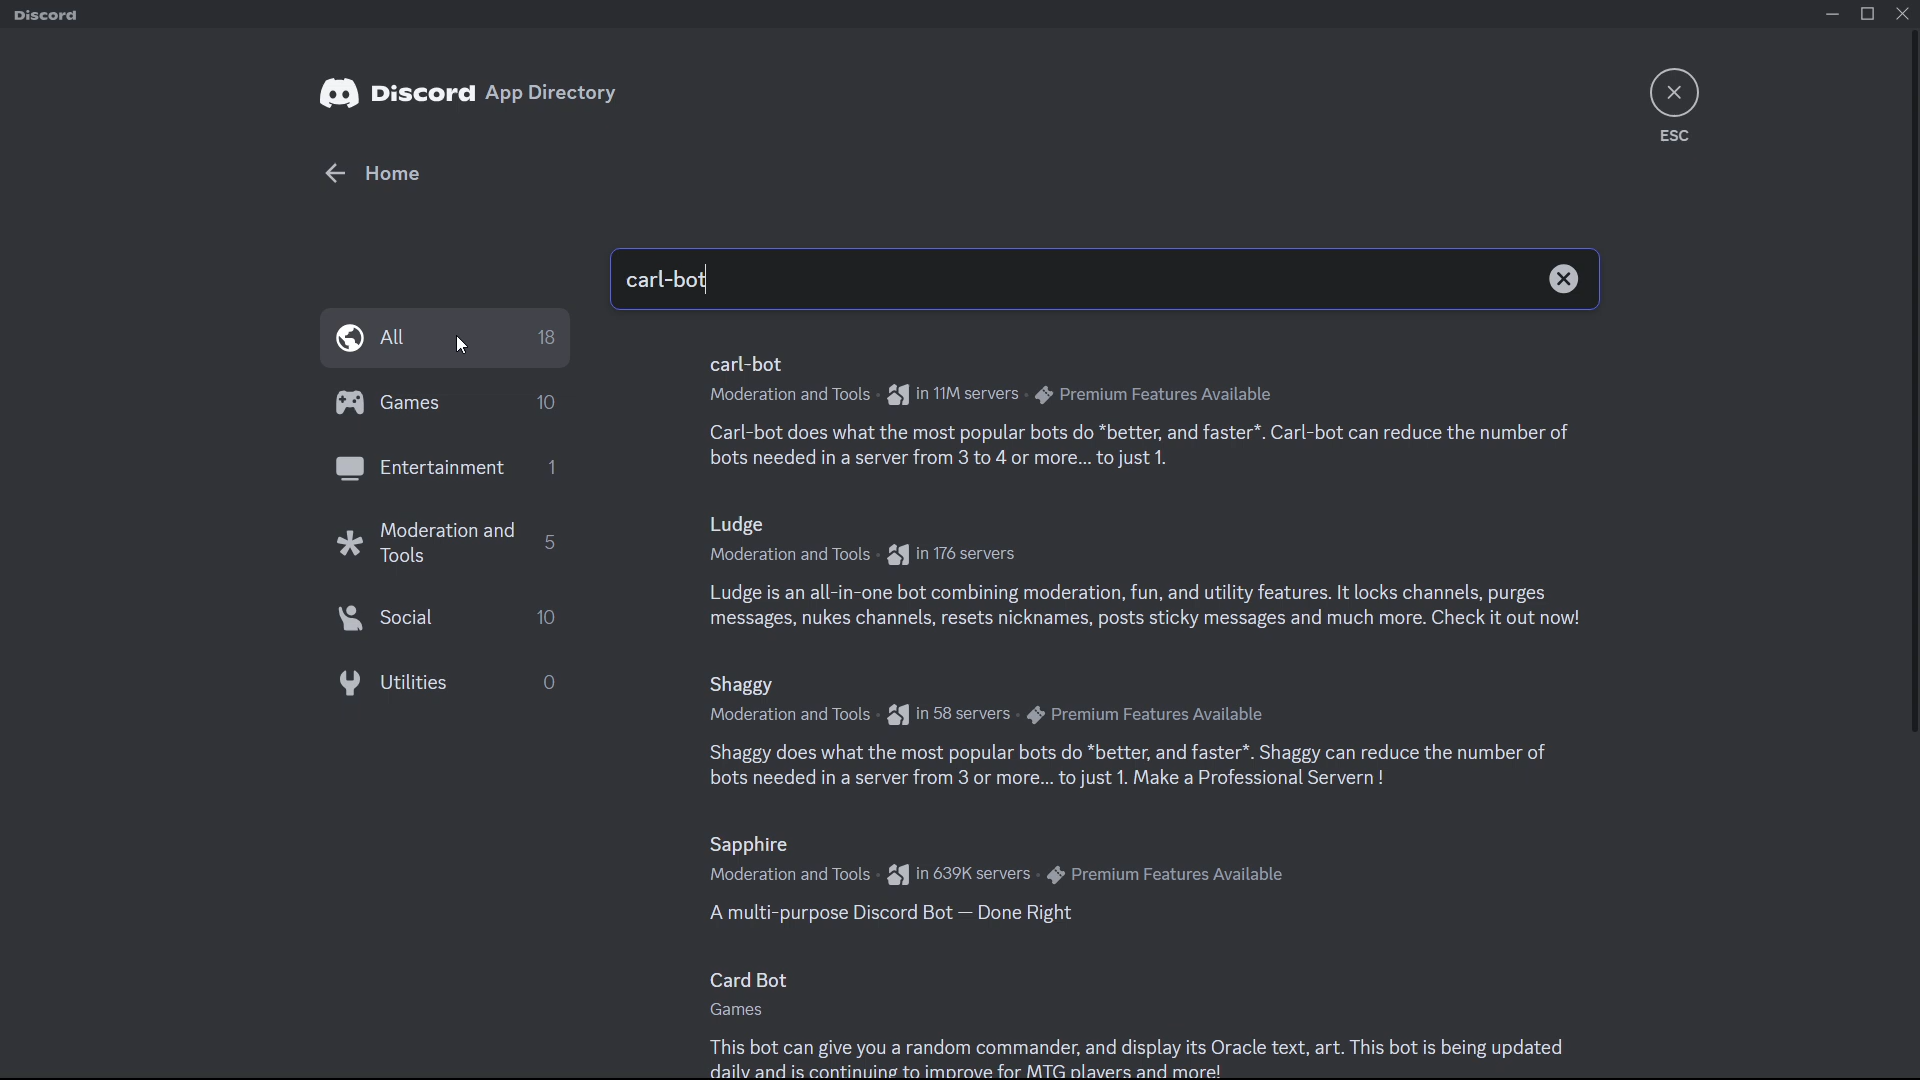 Discord
Discord App Directory
ESC
Home
carl-bot
All 18
Games 10
Entertainment 1
Moderation and
Tools 5
Social 10
Utilities 0
carl-bot
Moderation and Tools · in 11M servers · Premium Features Available
Carl-bot does what the most popular bots do *better, and faster*. Carl-bot can reduce the number of
bots needed in a server from 3 to 4 or more... to just 1.
Ludge
Moderation and Tools · in 176 servers
Ludge is an all-in-one bot combining moderation, fun, and utility features. It locks channels, purges
messages, nukes channels, resets nicknames, posts sticky messages and much more. Check it out now!
Shaggy
Moderation and Tools · in 58 servers · Premium Features Available
Shaggy does what the most popular bots do *better, and faster*. Shaggy can reduce the number of
bots needed in a server from 3 or more... to just 1. Make a Professional Servern !
Sapphire
Moderation and Tools · in 639K servers · Premium Features Available
A multi-purpose Discord Bot — Done Right
Card Bot
Games
This bot can give you a random commander, and display its Oracle text, art. This bot is being updated
daily and is continuing to improve for MTG players and more!